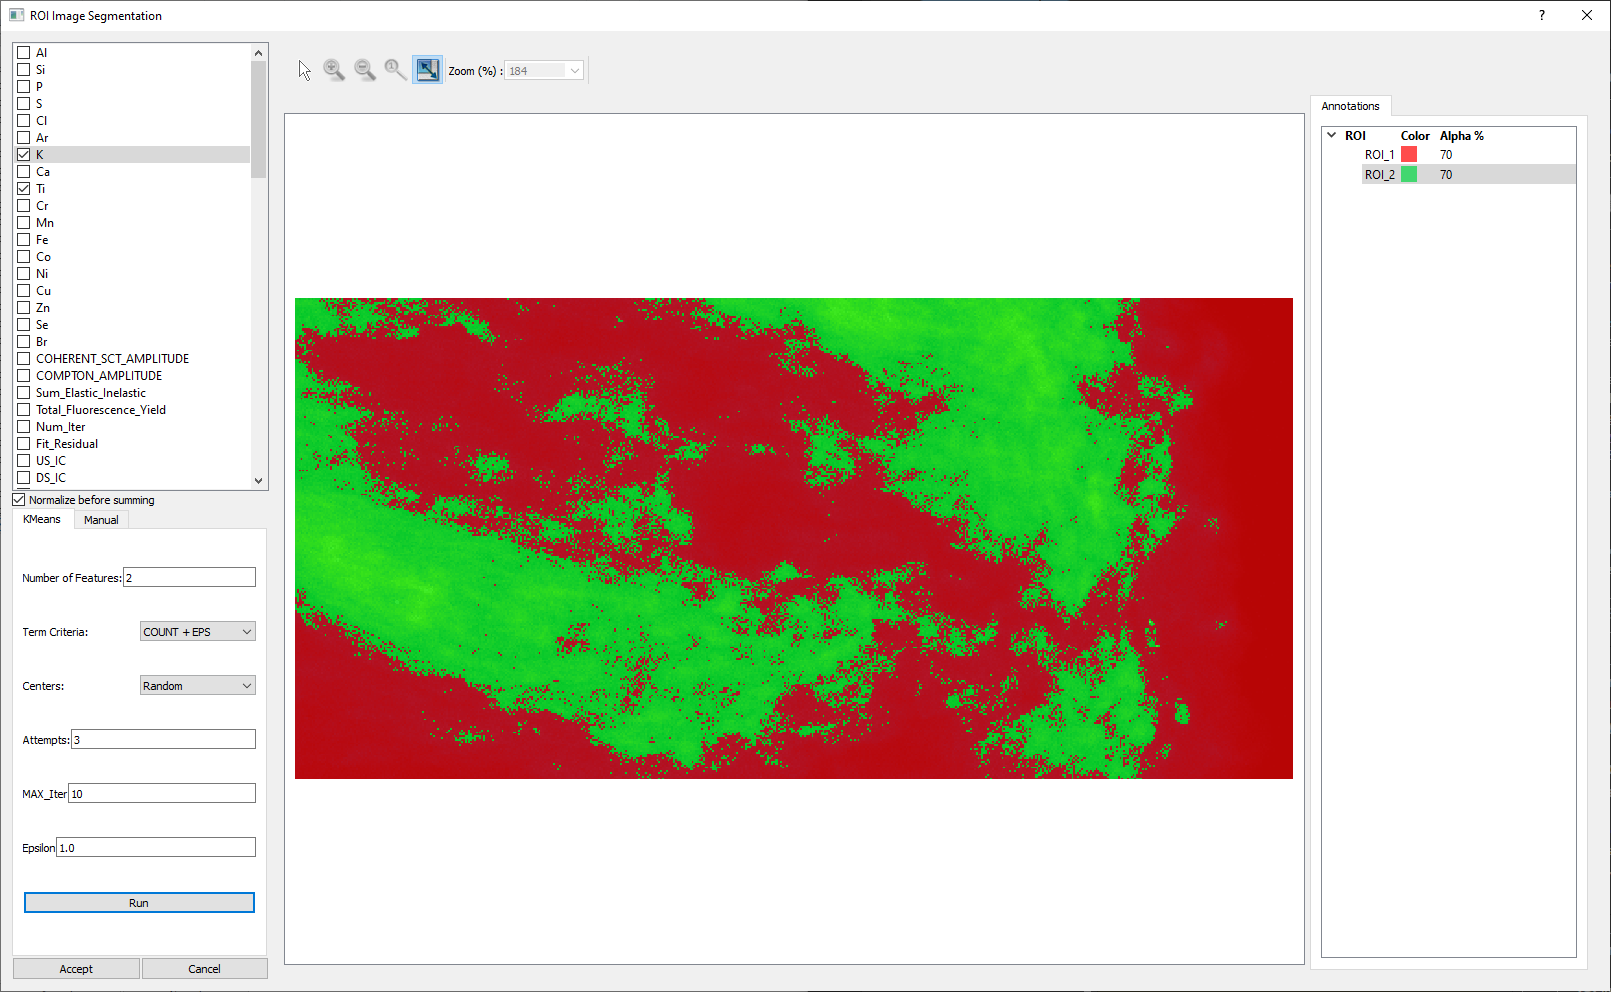 ROI Image Segmentation
?
Al
Si
P
S
Cl
Ar
K
Ca
Ti
Cr
Mn
Fe
Co
Ni
Cu
Zn
Se
Br
COHERENT_SCT_AMPLITUDE
COMPTON_AMPLITUDE
Sum_Elastic_Inelastic
Total_Fluorescence_Yield
Num_Iter
Fit_Residual
US_IC
DS_IC
Normalize before summing
KMeans Manual
Number of Features: 2
Term Criteria: COUNT + EPS
Centers: Random
Attempts: 3
MAX_Iter 10
Epsilon 1.0
Run
Accept Cancel
Zoom (%) : 184
Annotations
ROI Color Alpha %
ROI_1 70
ROI_2 70